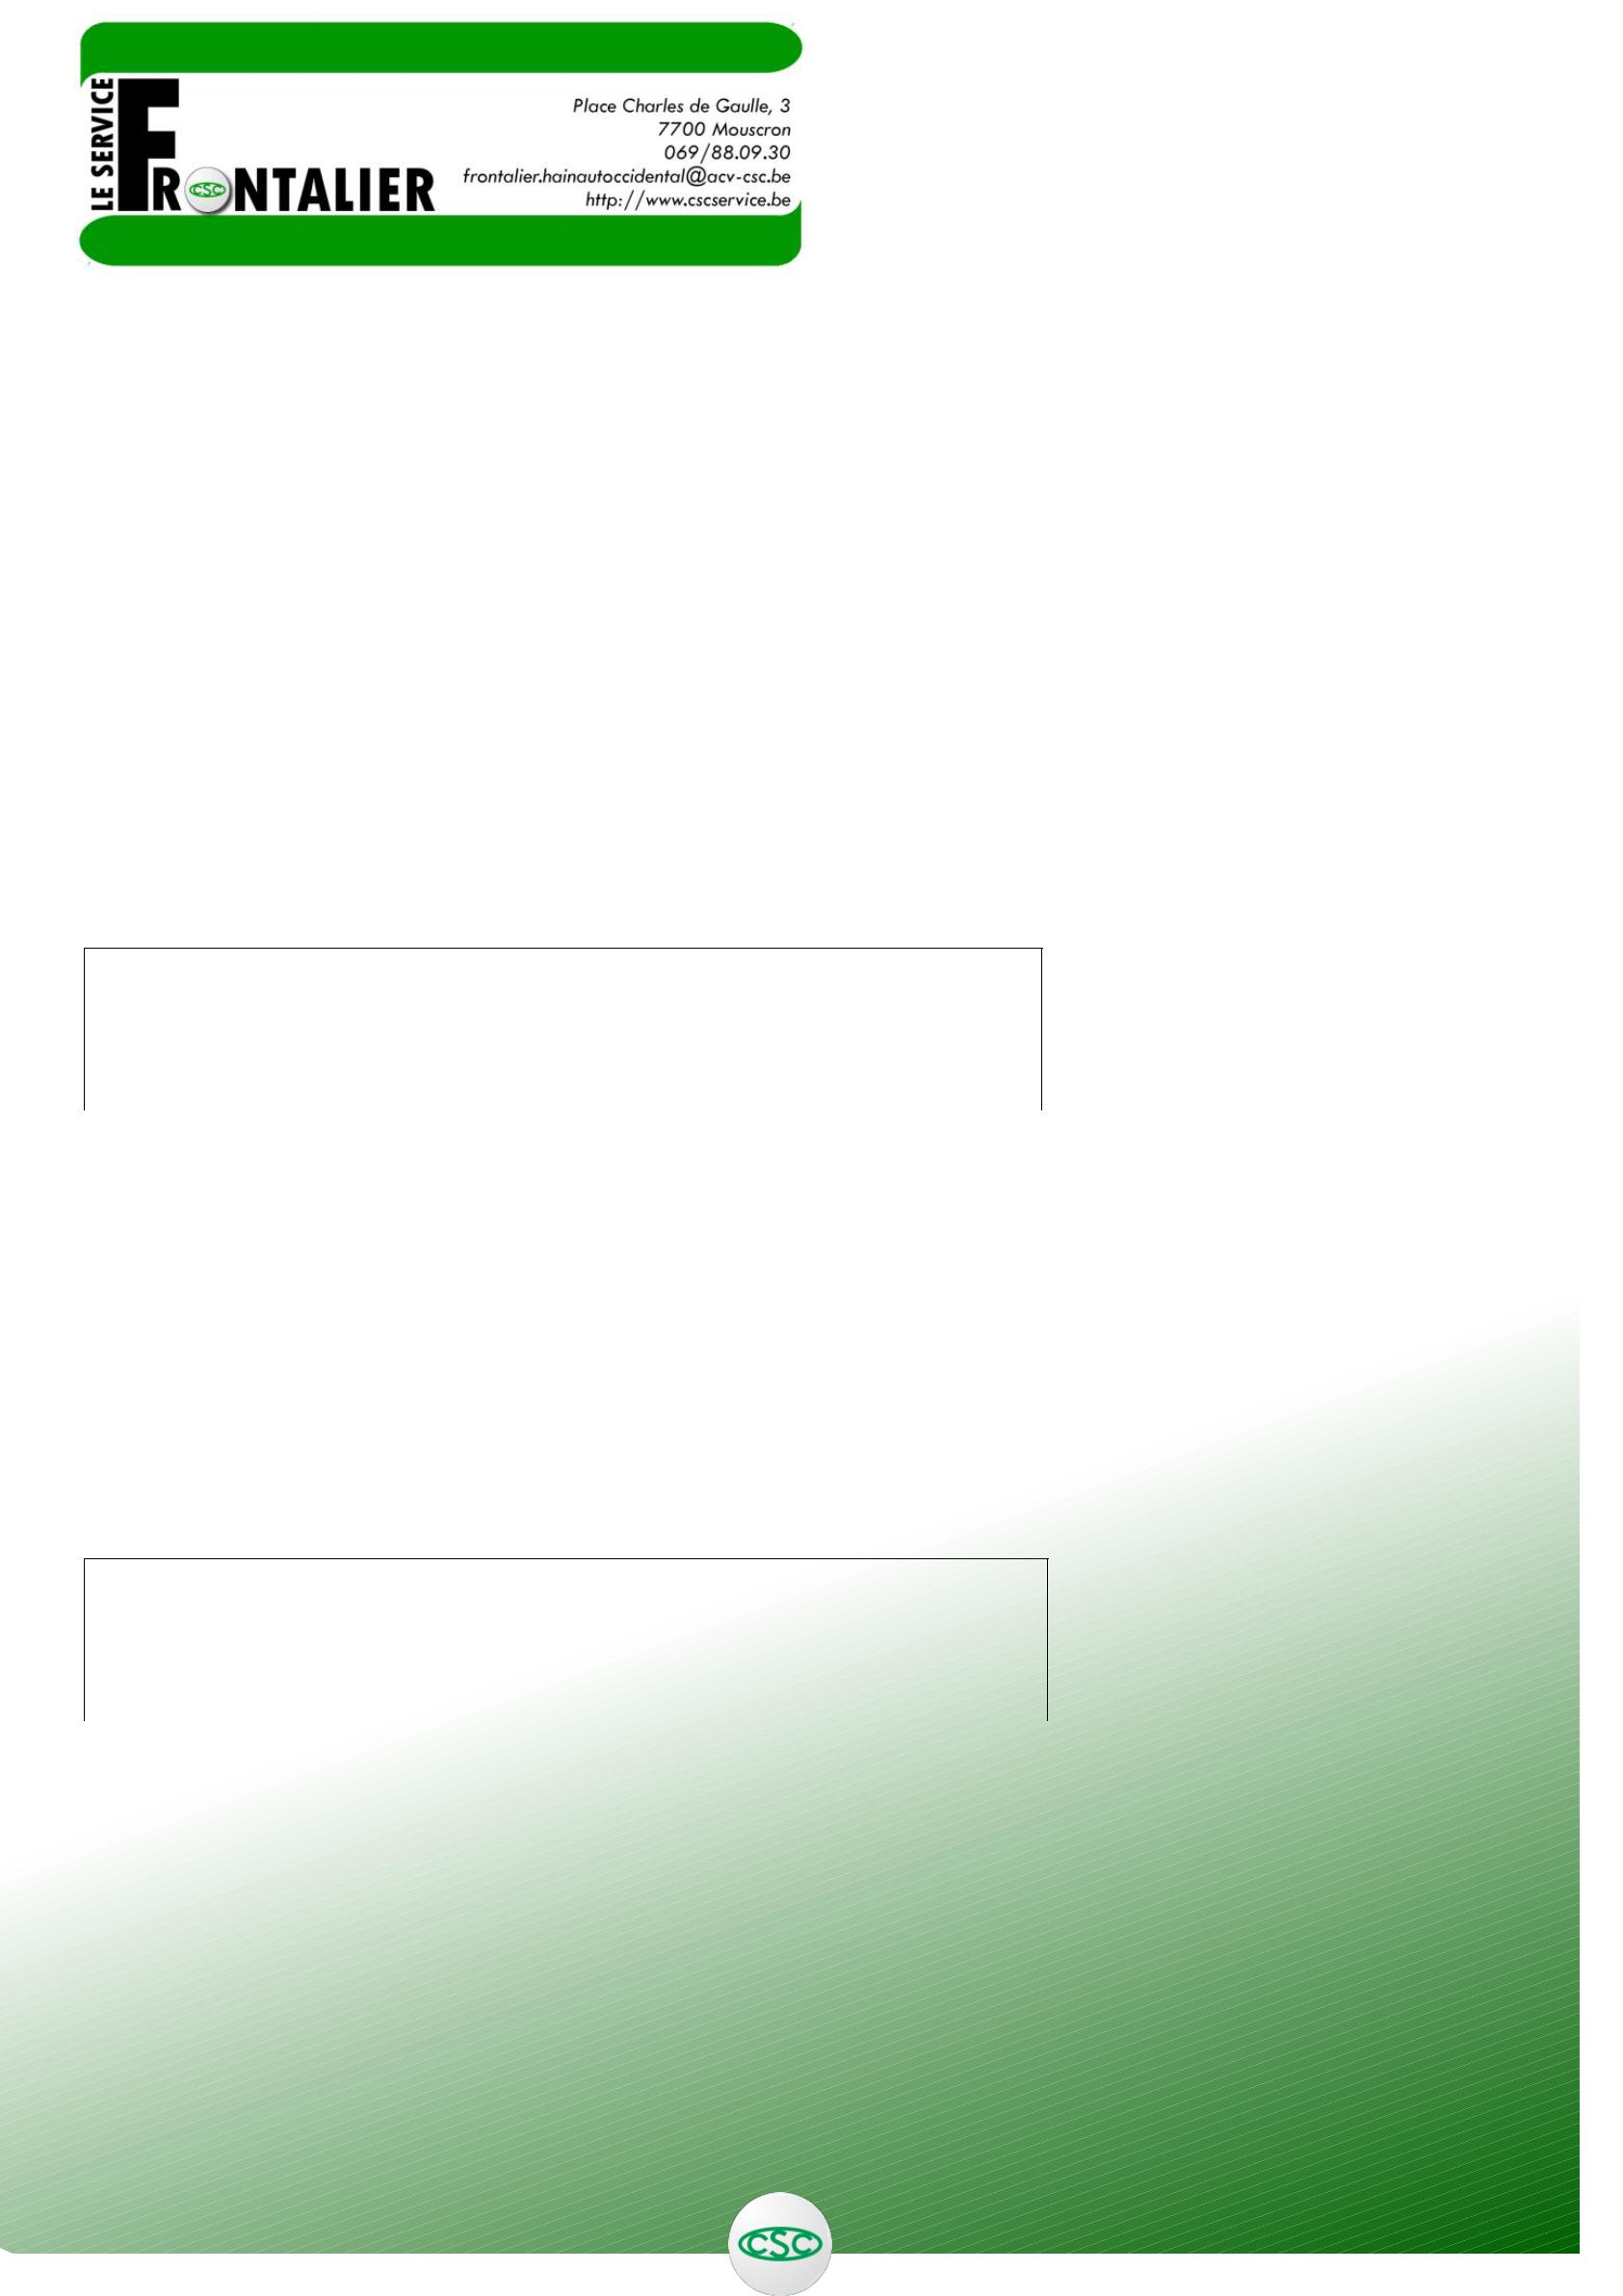 LE SERVICE
FRONTALIER
CSC
Place Charles de Gaulle, 3
7700 Mouscron
069/88.09.30
frontalier.hainautoccidental@acv-csc.be
http://www.cscservice.be
CSC